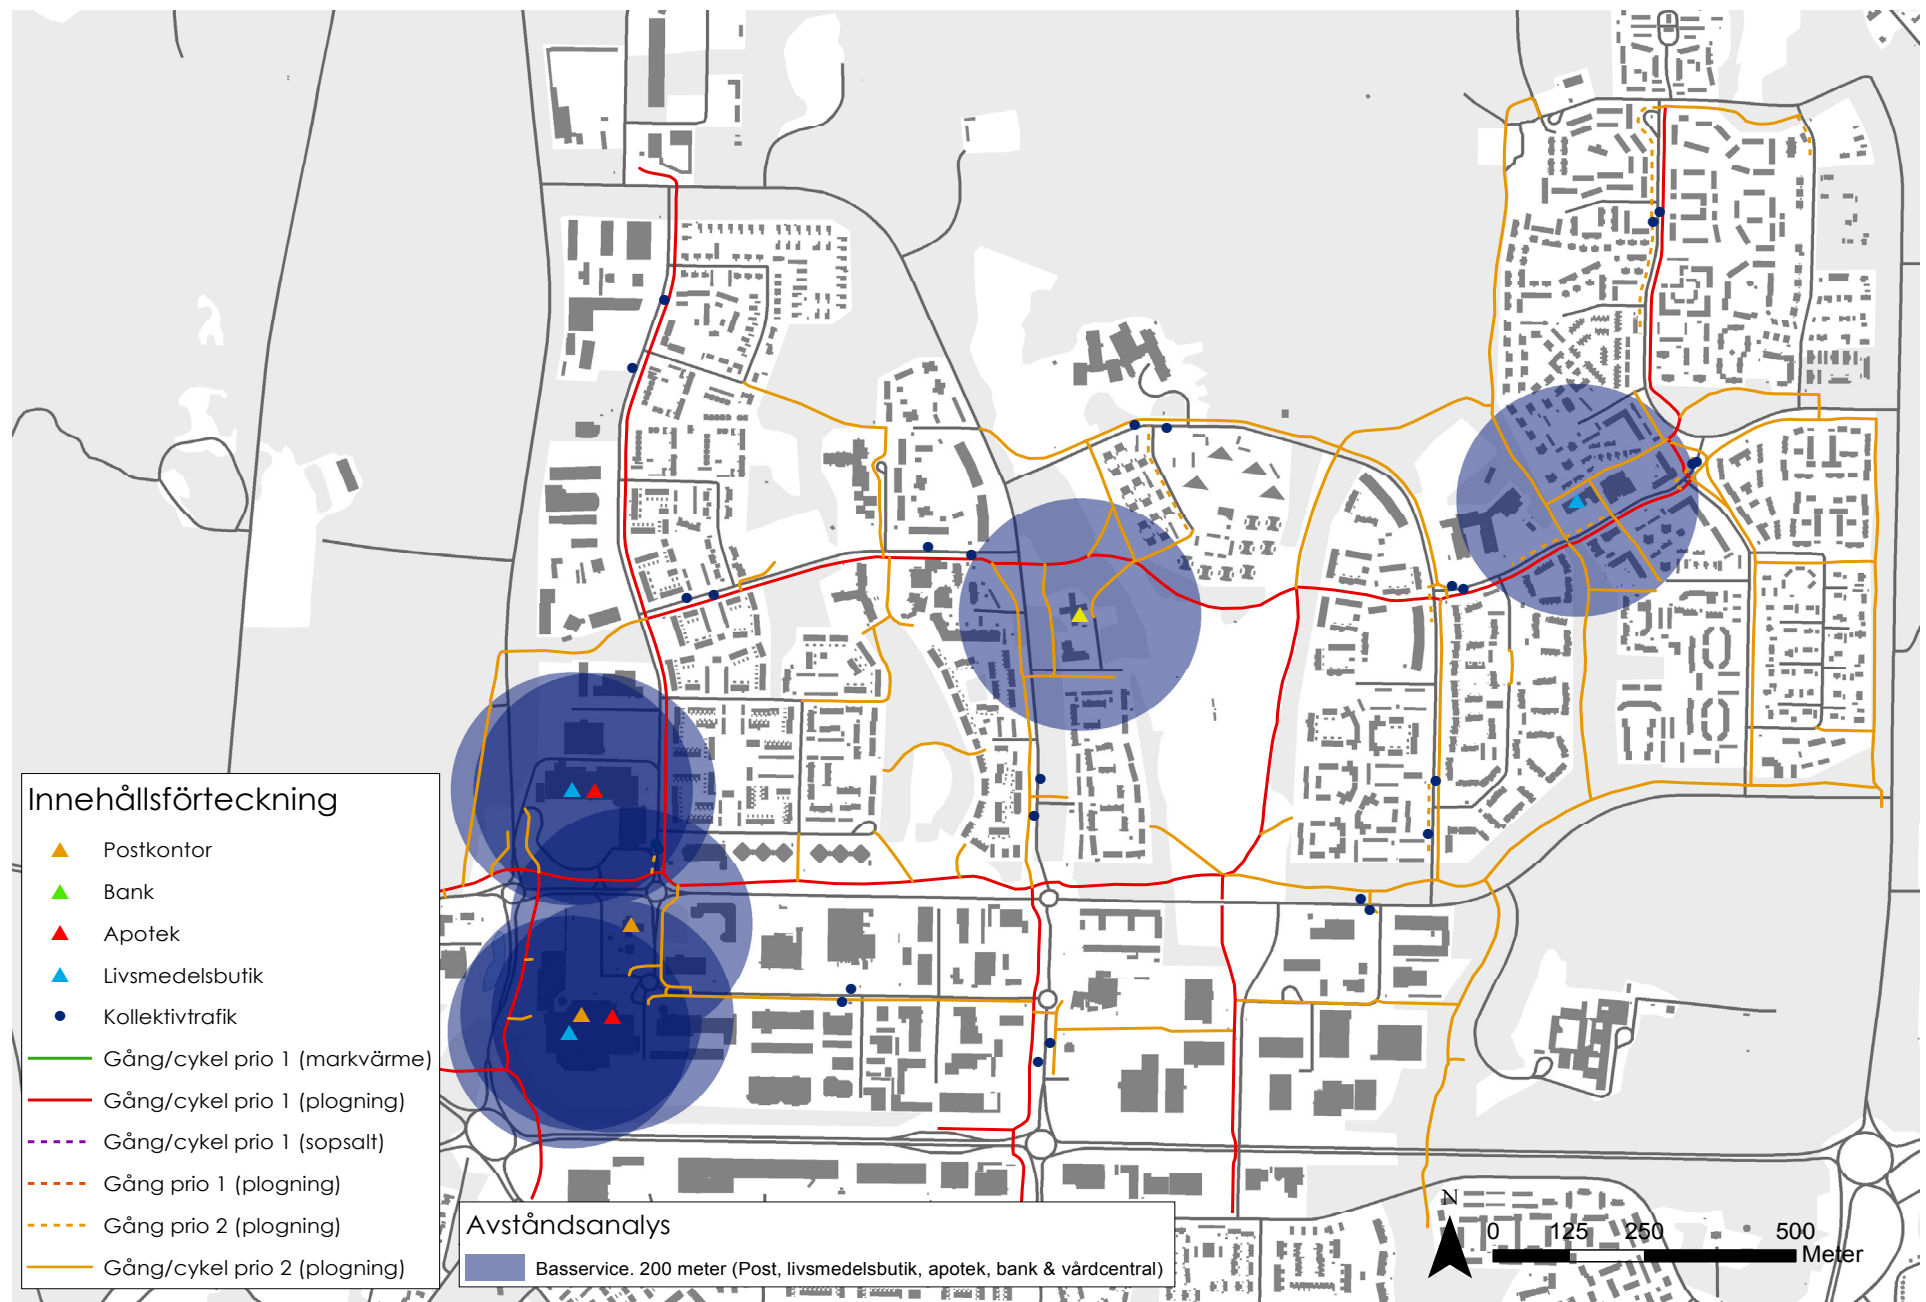 Innehållsförteckning
Postkontor
Bank
Apotek
Livsmedelsbutik
Kollektivtrafik
Gång/cykel prio 1 (markvärme)
Gång/cykel prio 1 (plogning)
Gång/cykel prio 1 (sopsalt)
Gång prio 1 (plogning)
Gång prio 2 (plogning)
Gång/cykel prio 2 (plogning)
Avståndsanalys
Basservice. 200 meter (Post, livsmedelsbutik, apotek, bank & vårdcentral)
N
0 125 250 500
Meter